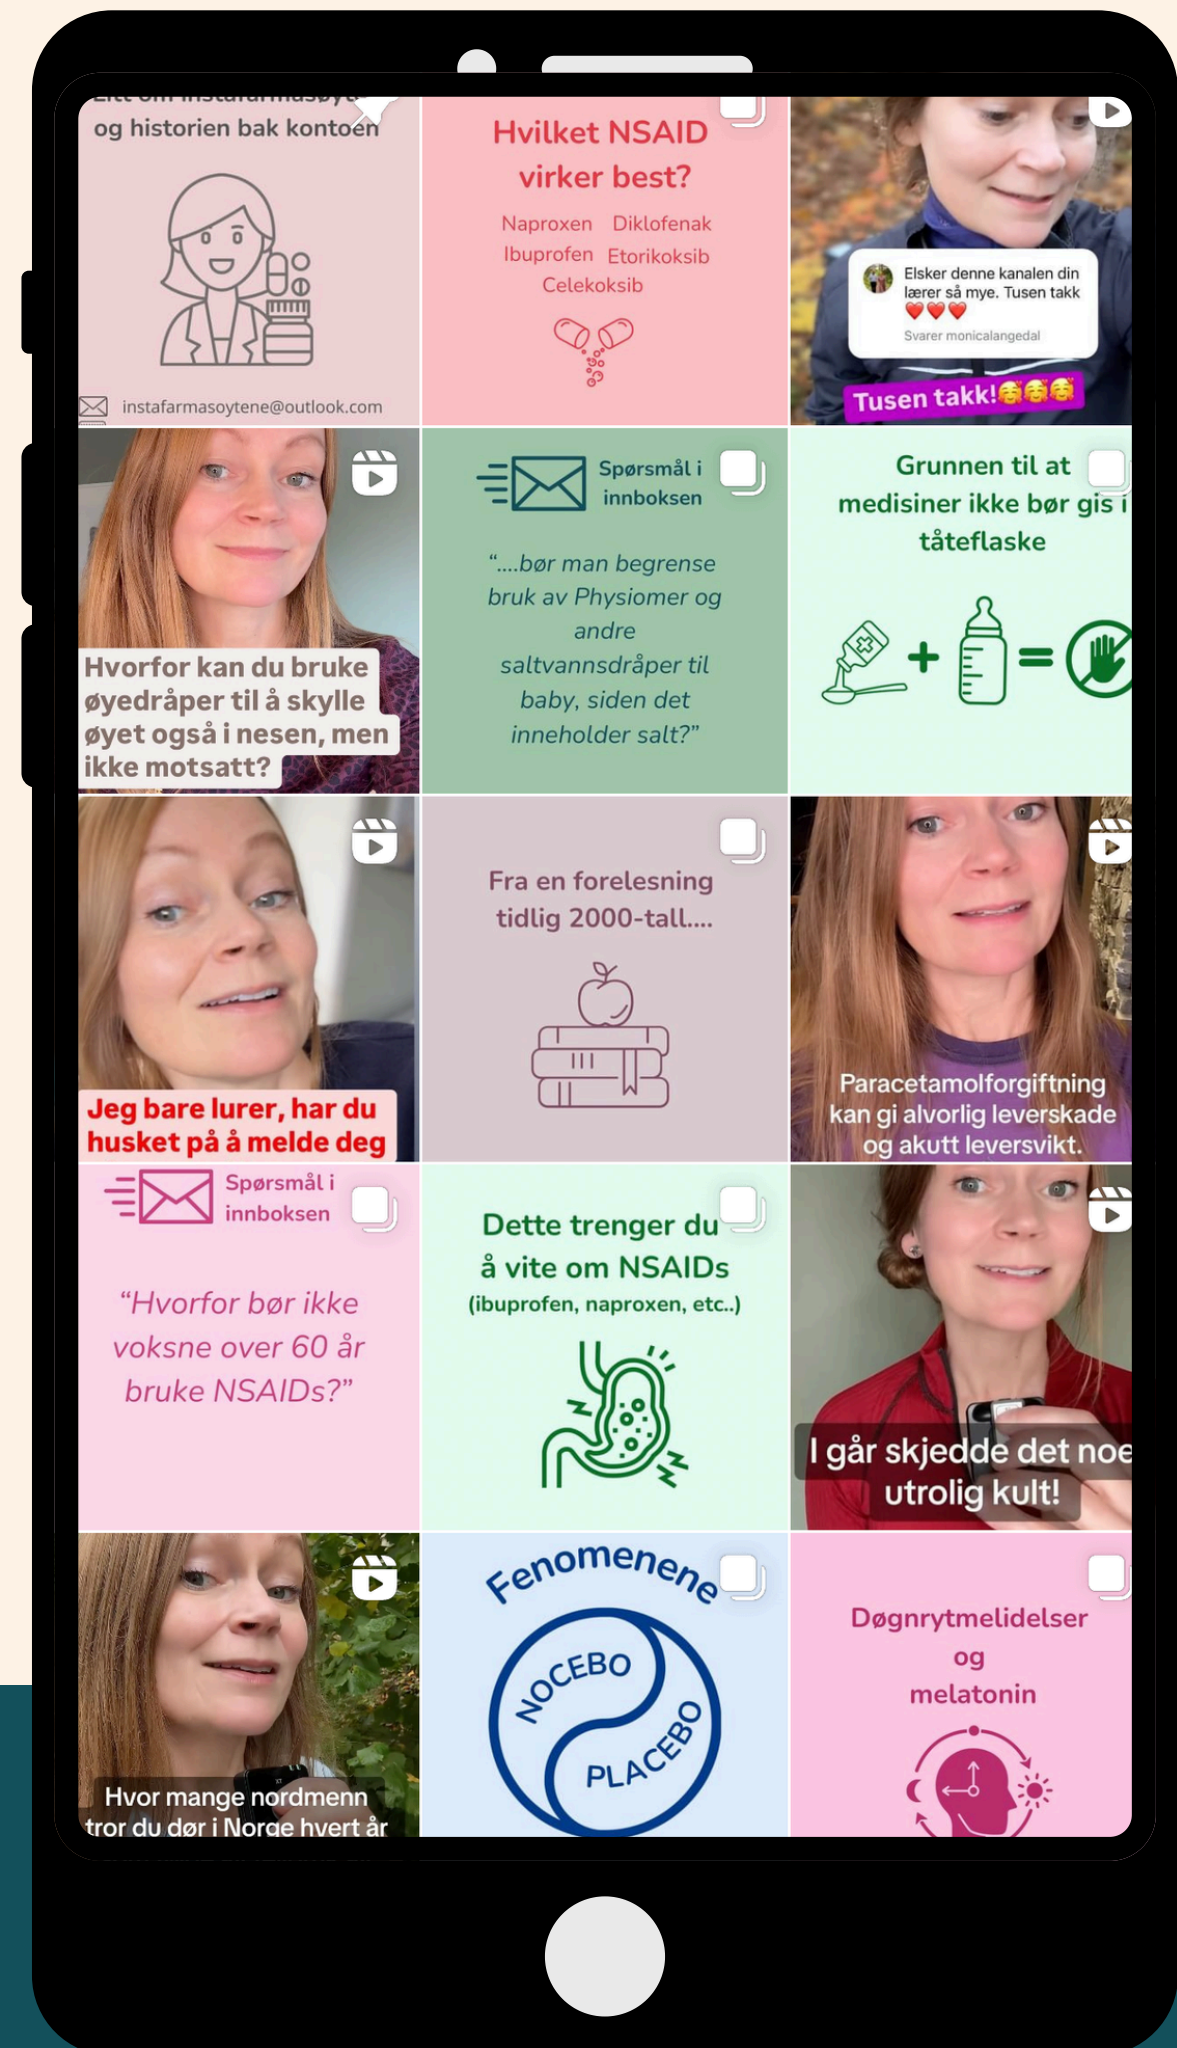 og historien bak kontoen
instafarmasoytene@outlook.com
Hvilket NSAID
virker best?
Naproxen Diklofenak
Ibuprofen Etorikoksib
Celekoksib
Elsker denne kanalen din
lærer så mye. Tusen takk
❤️❤️❤️
Svarer monicalangedal
Tusen takk!🥰🥰🥰
Hvorfor kan du bruke
øyedråper til å skylle
øyet også i nesen, men
ikke motsatt?
Spørsmål i
innboksen
“....bør man begrense
bruk av Physiomer og
andre
saltvannsdråper til
baby, siden det
inneholder salt?”
Grunnen til at
medisiner ikke bør gis i
tåteflaske
Jeg bare lurer, har du
husket på å melde deg
Fra en forelesning
tidlig 2000-tall....
Paracetamolforgiftning
kan gi alvorlig leverskade
og akutt leversvikt.
Spørsmål i
innboksen
“Hvorfor bør ikke
voksne over 60 år
bruke NSAIDs?”
Dette trenger du
å vite om NSAIDs
(ibuprofen, naproxen, etc..)
I går skjedde det noe
utrolig kult!
Hvor mange nordmenn
tror du dør i Norge hvert år
Fenomenene
NOCEBO
PLACEBO
Døgnrytmelidelser
og
melatonin